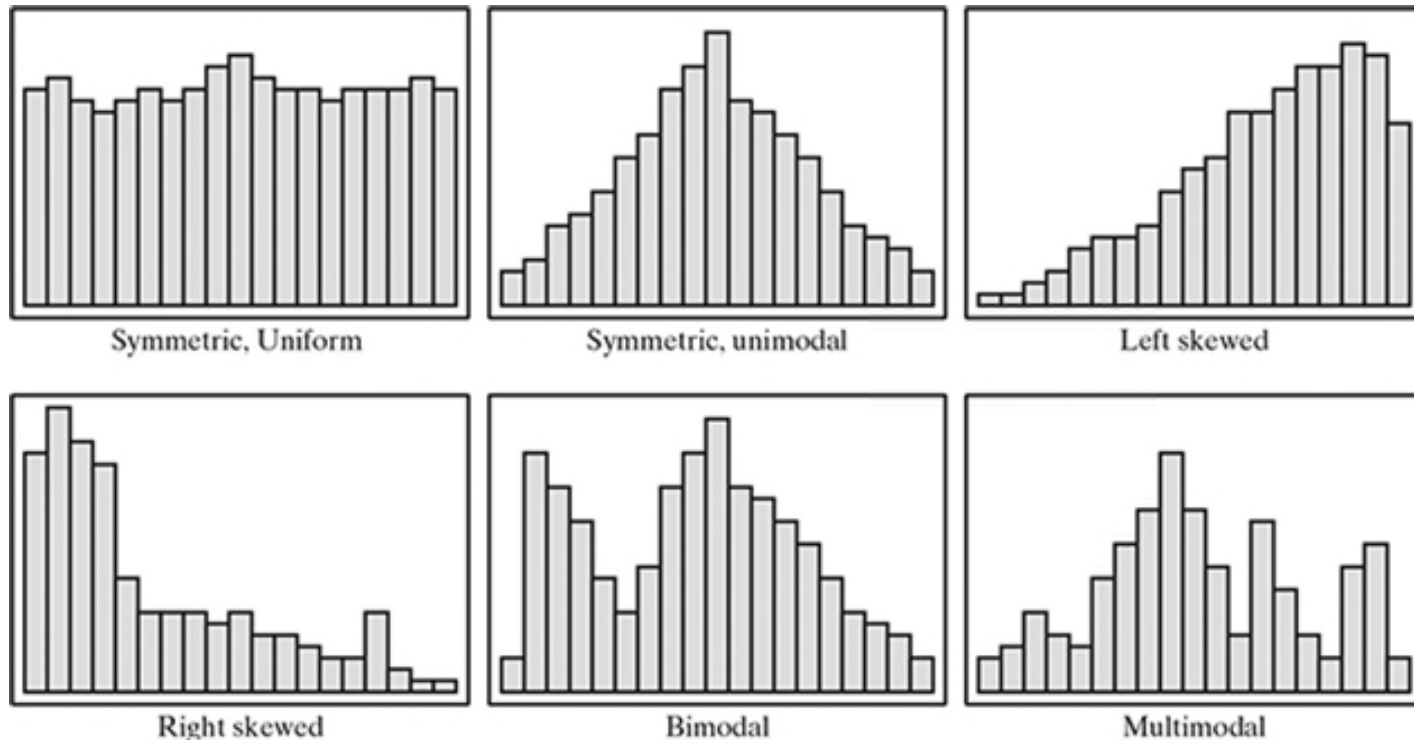 Symmetric, Uniform
Symmetric, unimodal
Left skewed
Right skewed
Bimodal
Multimodal